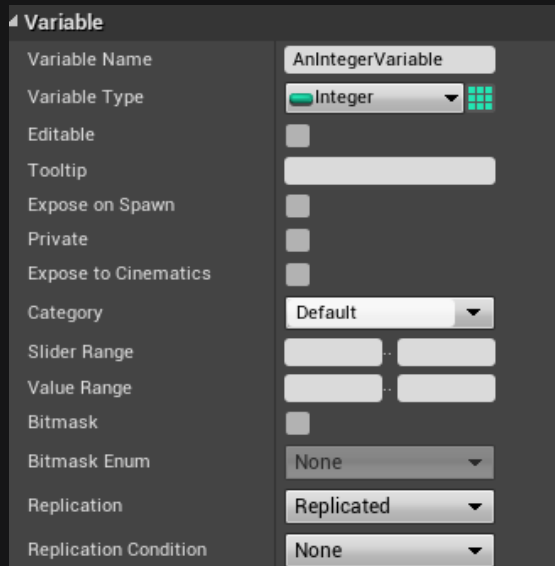 Variable
Variable Name AnIntegerVariable
Variable Type Integer
Editable
Tooltip
Expose on Spawn
Private
Expose to Cinematics
Category Default
Slider Range ..
Value Range ..
Bitmask
Bitmask Enum None
Replication Replicated
Replication Condition None